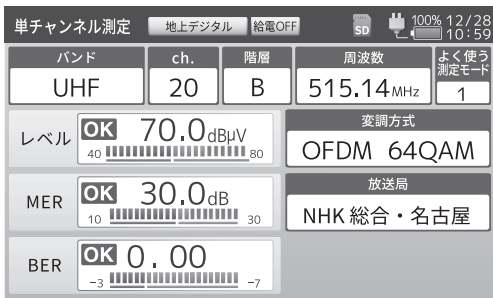 単チャンネル測定 地上デジタル 給電OFF SD 100% 12/28 10:59
バンド ch. 階層 周波数 よく使う測定モード
UHF 20 B 515.14MHz 1
レベル OK 70.0dBμV
40 80
変調方式
OFDM 64QAM
MER OK 30.0dB
10 30
放送局
NHK 総合・名古屋
BER OK 0.00
-3 -7